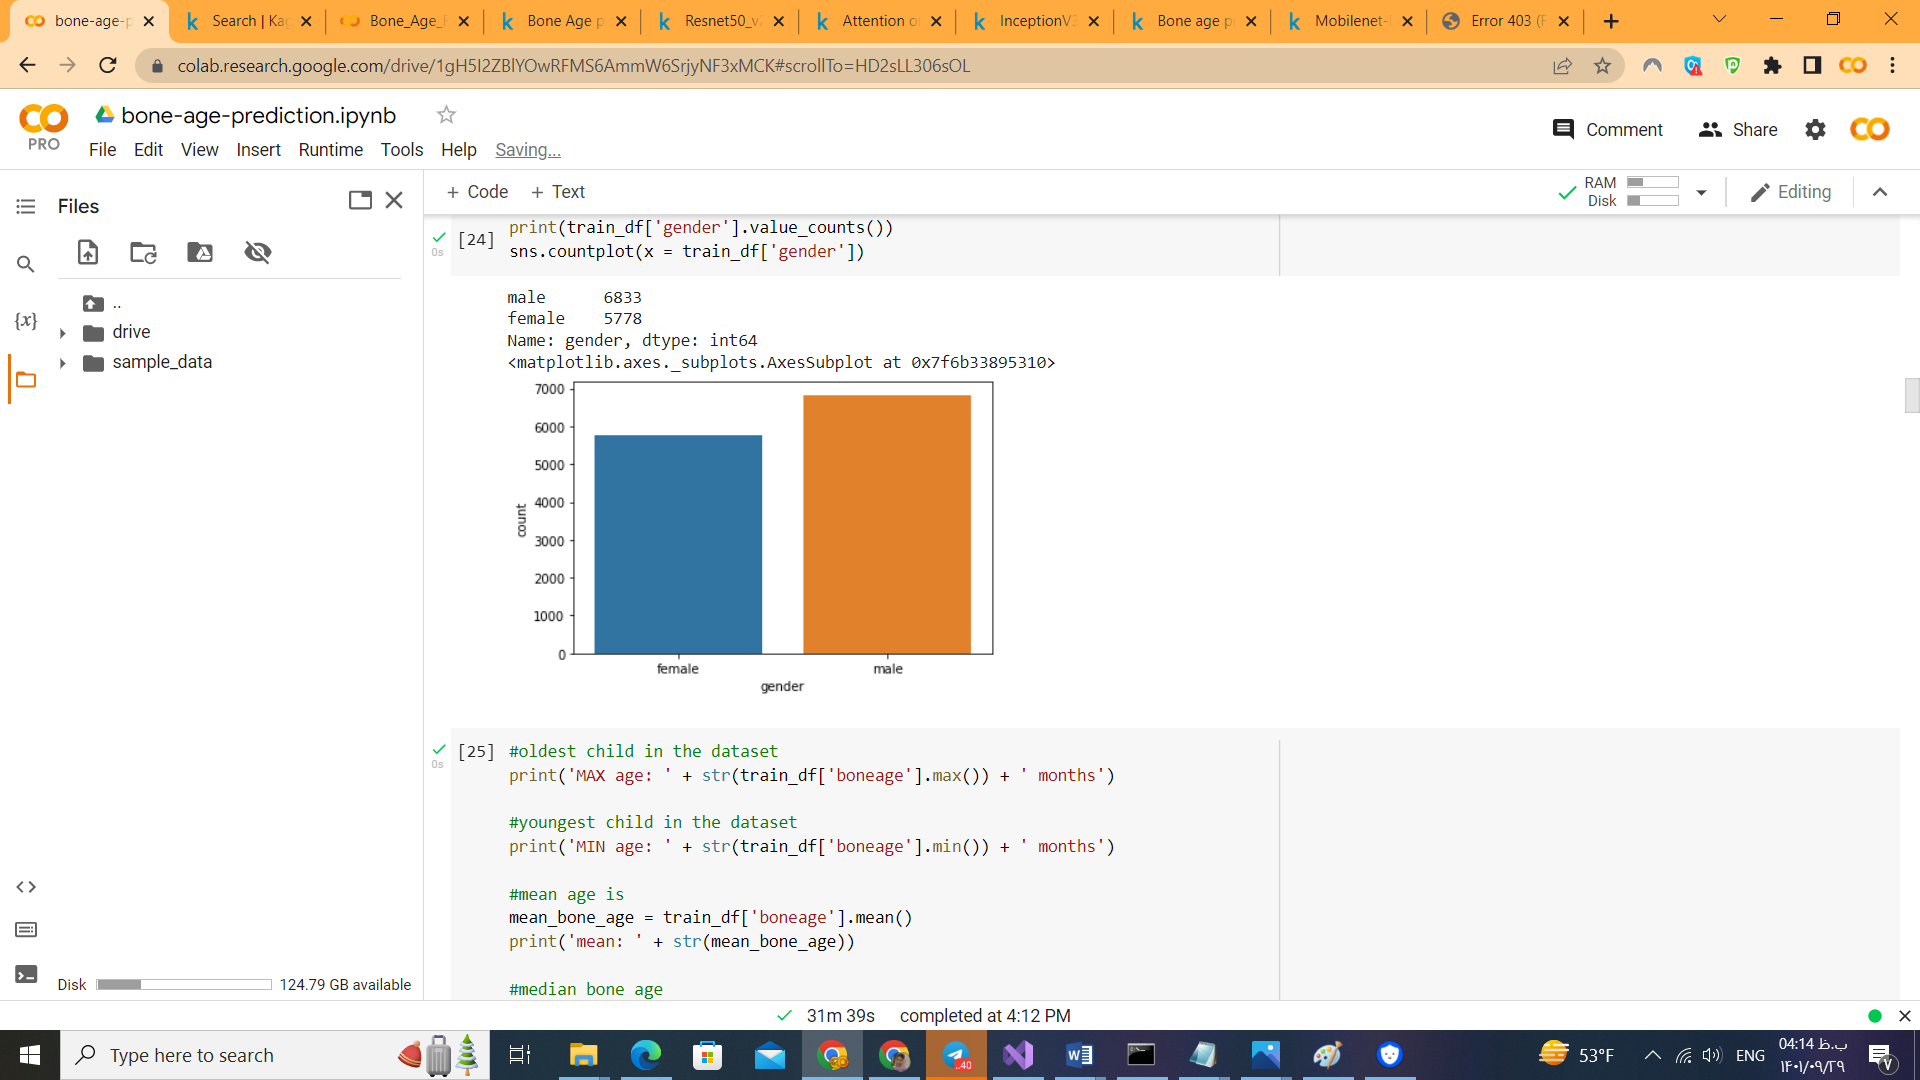 bone-age-p
Search | Kag
Bone_Age_F
Bone Age p
Resnet50_v
Attention o
InceptionV3
Bone age p
Mobilenet-
Error 403 (F
colab.research.google.com/drive/1gH5I2ZBlYOwRFMS6AmmW6SrjyNF3xMCK#scrollTo=HD2sLL306sOL
PRO
bone-age-prediction.ipynb
File Edit View Insert Runtime Tools Help Saving...
Comment
Share
Files
+ Code + Text
RAM
Disk
Editing
..
drive
sample_data
{x}
[24]
0s
print(train_df['gender'].value_counts())
sns.countplot(x = train_df['gender'])
male 6833
female 5778
Name: gender, dtype: int64
<matplotlib.axes._subplots.AxesSubplot at 0x7f6b33895310>
7000
6000
5000
4000
3000
2000
1000
0
count
female male
gender
[25]
0s
#oldest child in the dataset
print('MAX age: ' + str(train_df['boneage'].max()) + ' months')
#youngest child in the dataset
print('MIN age: ' + str(train_df['boneage'].min()) + ' months')
#mean age is
mean_bone_age = train_df['boneage'].mean()
print('mean: ' + str(mean_bone_age))
#median bone age
Disk 124.79 GB available
31m 39s completed at 4:12 PM
Type here to search
..40
53°F
ENG
04:14 ب.ظ
۱۴۰۱/۰۹/۲۹
V